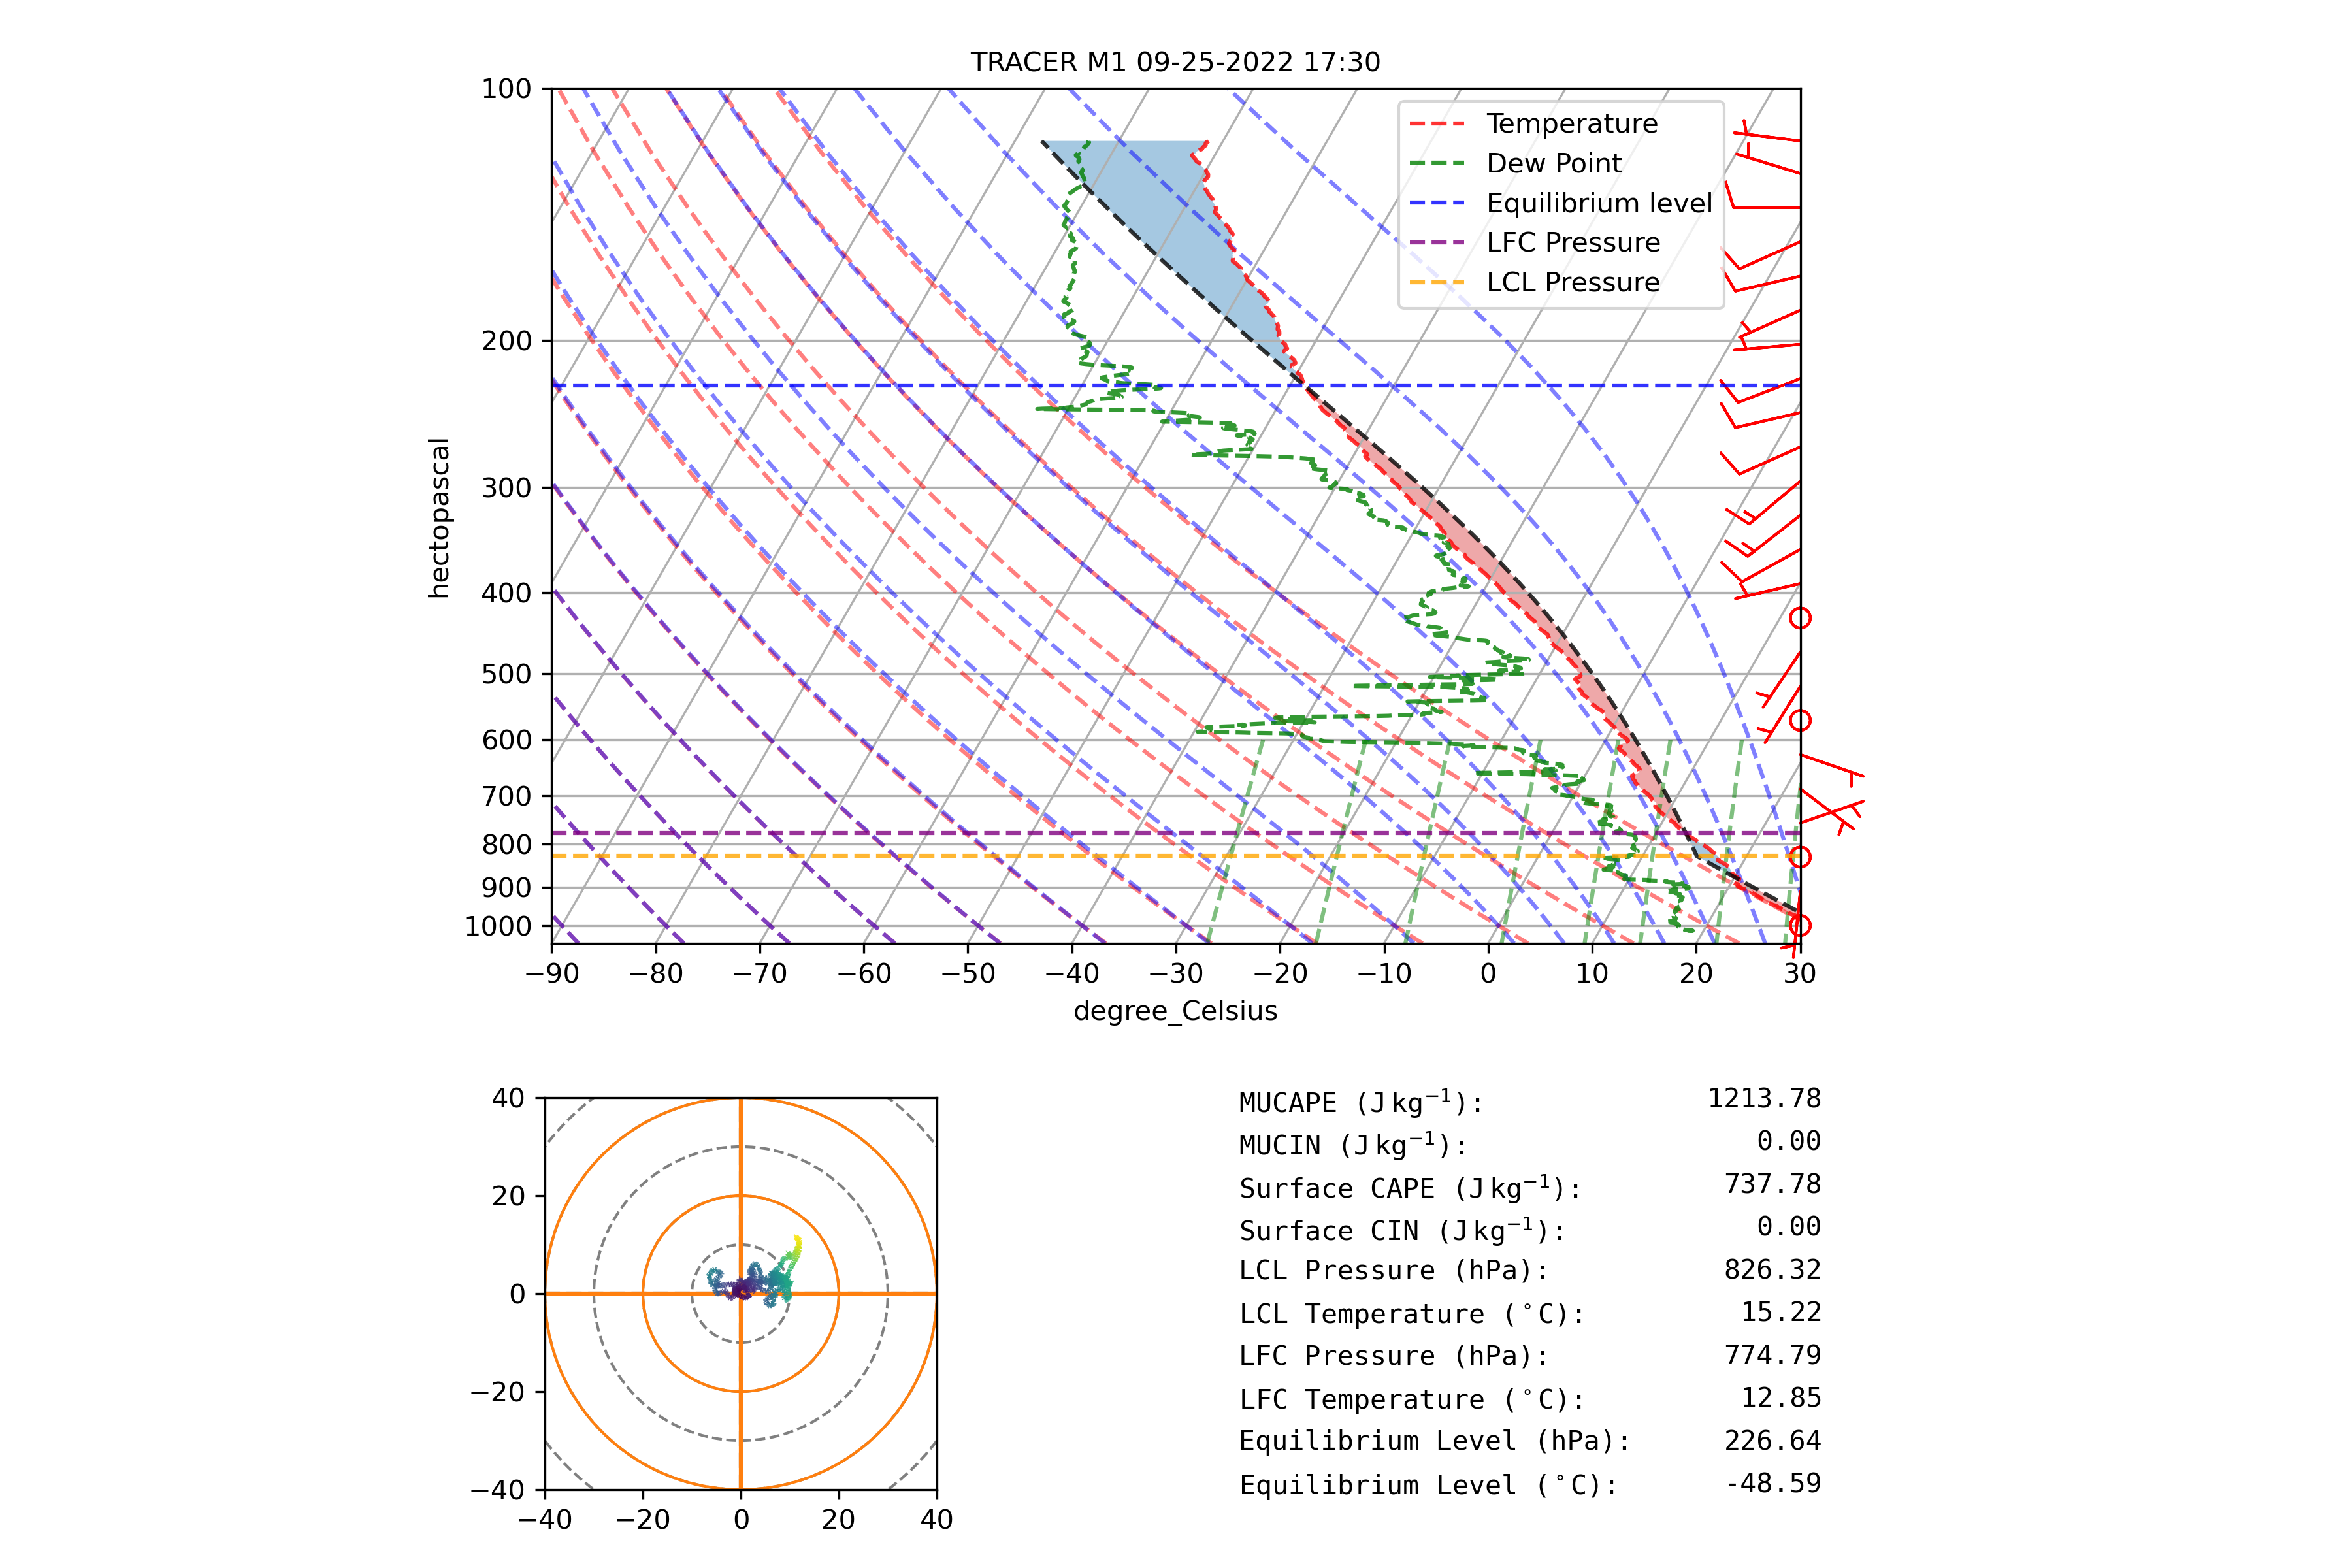 TRACER M1 09-25-2022 17:30
100
200
300
400
500
600
700
800
900
1000
hectopascal
Temperature
Dew Point
Equilibrium level
LFC Pressure
LCL Pressure
−90 −80 −70 −60 −50 −40 −30 −20 −10 0 10 20 30
degree_Celsius
40
20
0
−20
−40
−40 −20 0 20 40
MUCAPE (J kg⁻¹): 1213.78
MUCIN (J kg⁻¹): 0.00
Surface CAPE (J kg⁻¹): 737.78
Surface CIN (J kg⁻¹): 0.00
LCL Pressure (hPa): 826.32
LCL Temperature (°C): 15.22
LFC Pressure (hPa): 774.79
LFC Temperature (°C): 12.85
Equilibrium Level (hPa): 226.64
Equilibrium Level (°C): -48.59